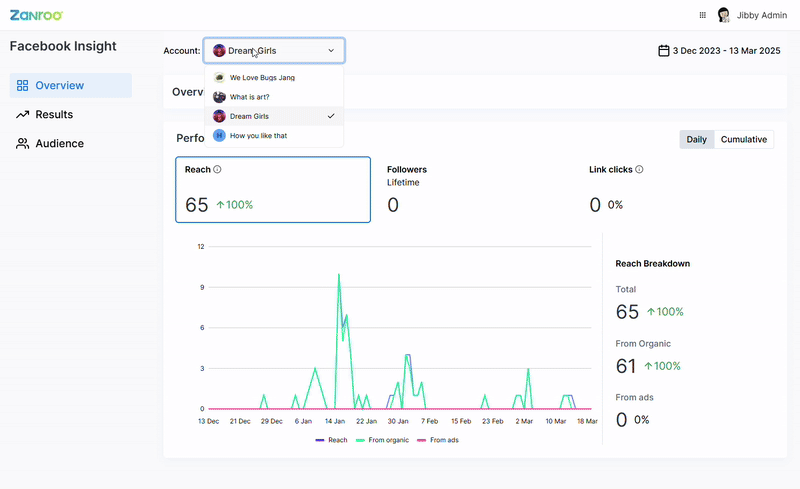 Zanroo
Jibby Admin
Facebook Insight
Account:
Dream Girls
3 Dec 2023 - 13 Mar 2025
We Love Bugs Jang
What is art?
Dream Girls
H How you like that
Overview
Results
Audience
Daily
Cumulative
Reach
65 100%
Followers
Lifetime
0
Link clicks
0 0%
12
9
6
3
0
13 Dec 21 Dec 29 Dec 6 Jan 14 Jan 22 Jan 30 Jan 7 Feb 15 Feb 23 Feb 2 Mar 10 Mar 18 Mar
Reach From organic From ads
Reach Breakdown
Total
65 100%
From Organic
61 100%
From ads
0 0%